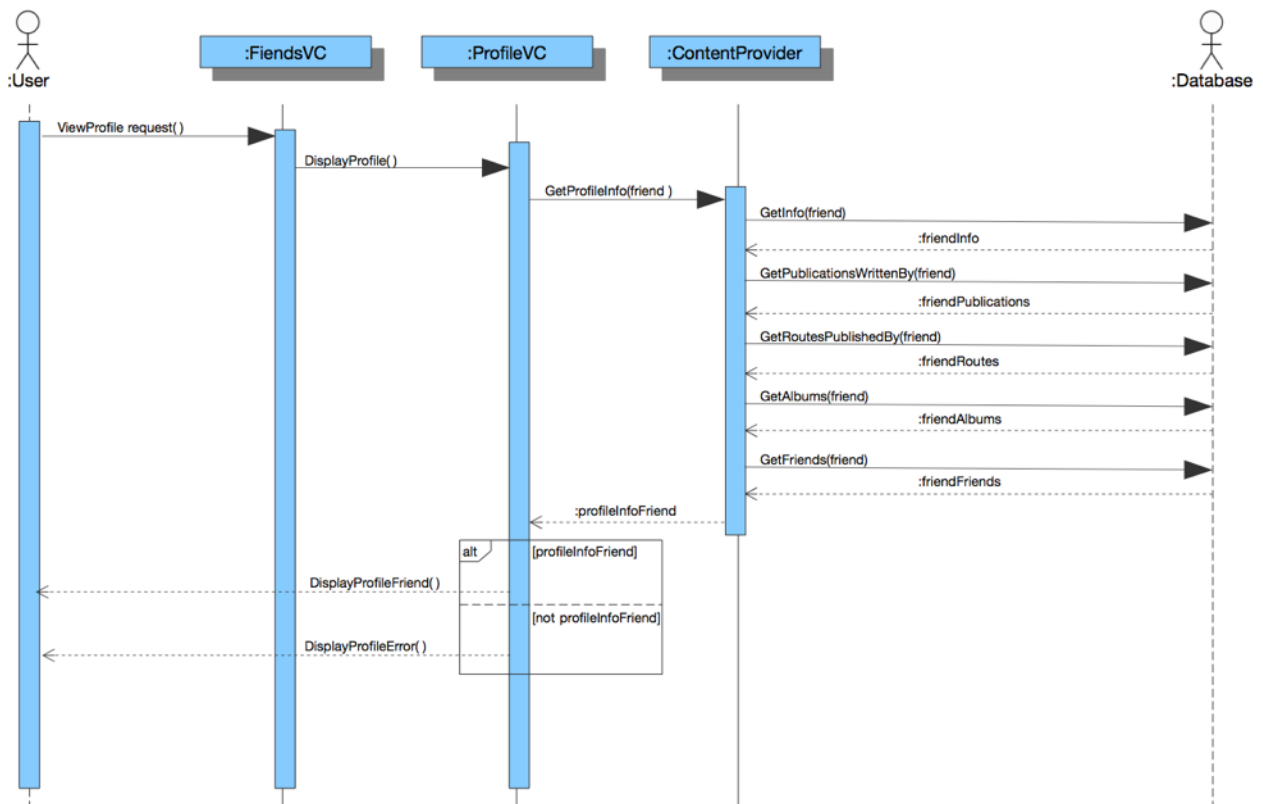 :User
:FiendsVC
:ProfileVC
:ContentProvider
:Database
ViewProfile request( )
DisplayProfile( )
GetProfileInfo(friend )
GetInfo(friend)
:friendInfo
GetPublicationsWrittenBy(friend)
:friendPublications
GetRoutesPublishedBy(friend)
:friendRoutes
GetAlbums(friend)
:friendAlbums
GetFriends(friend)
:friendFriends
:profileInfoFriend
alt
[profileInfoFriend]
DisplayProfileFriend( )
[not profileInfoFriend]
DisplayProfileError( )